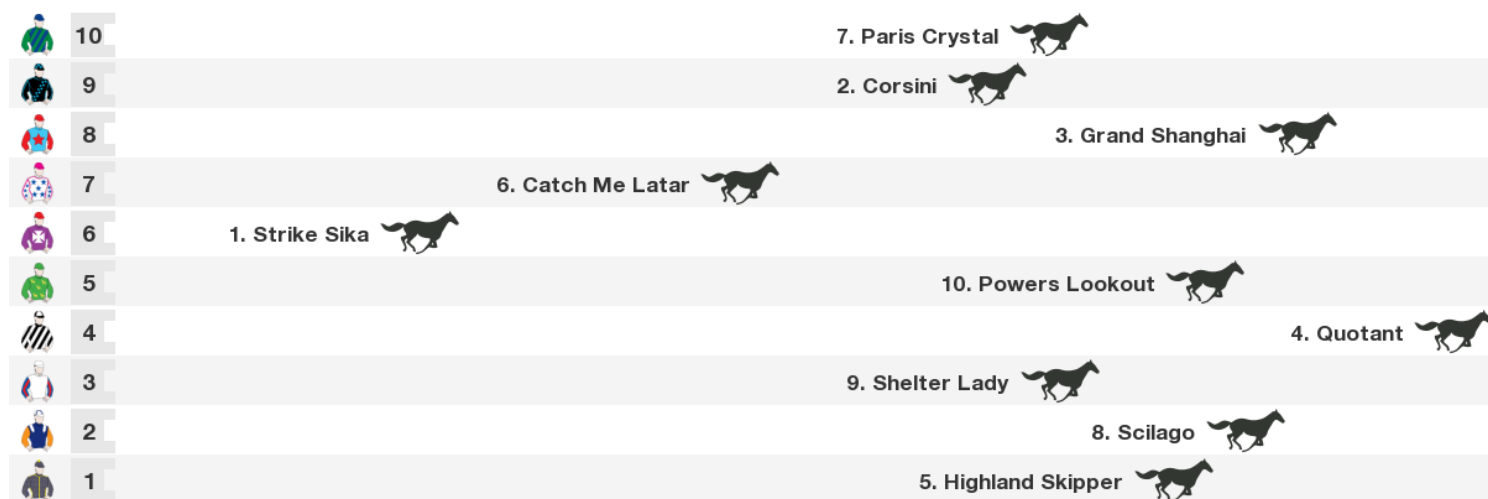 10 7. Paris Crystal
9 2. Corsini
8 3. Grand Shanghai
7 6. Catch Me Latar
6 1. Strike Sika
5 10. Powers Lookout
4 4. Quotant
3 9. Shelter Lady
2 8. Scilago
1 5. Highland Skipper